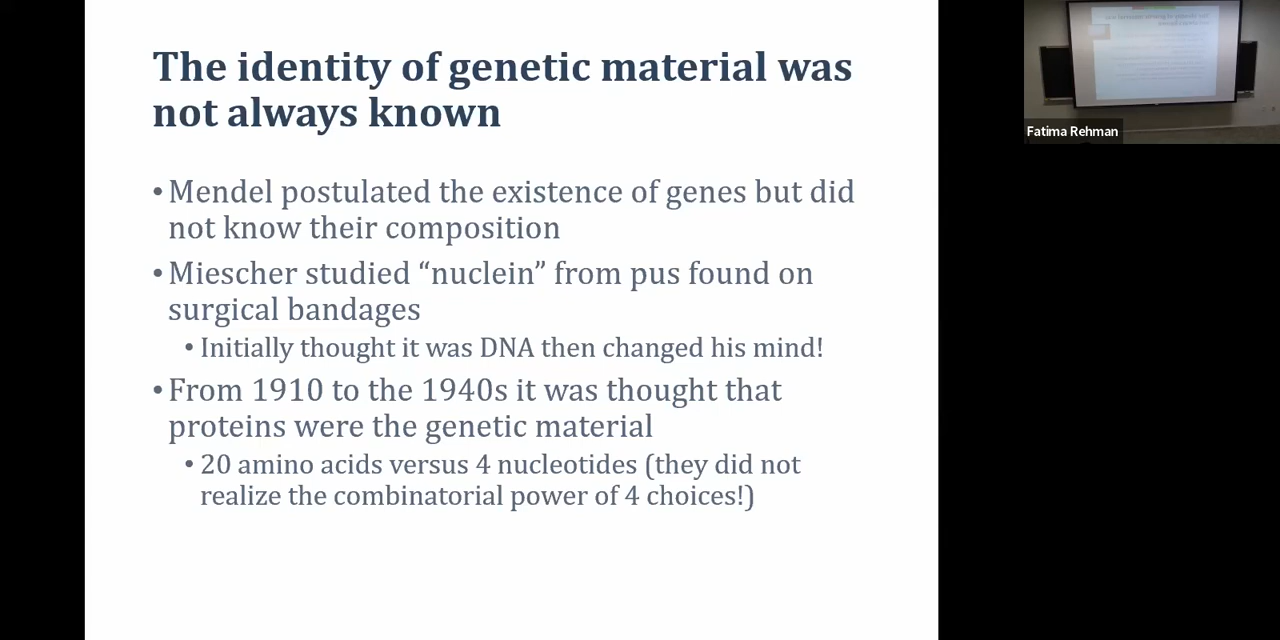 The identity of genetic material was
not always known
• Mendel postulated the existence of genes but did
not know their composition
• Miescher studied “nuclein” from pus found on
surgical bandages
• Initially thought it was DNA then changed his mind!
• From 1910 to the 1940s it was thought that
proteins were the genetic material
• 20 amino acids versus 4 nucleotides (they did not
realize the combinatorial power of 4 choices!)
Fatima Rehman